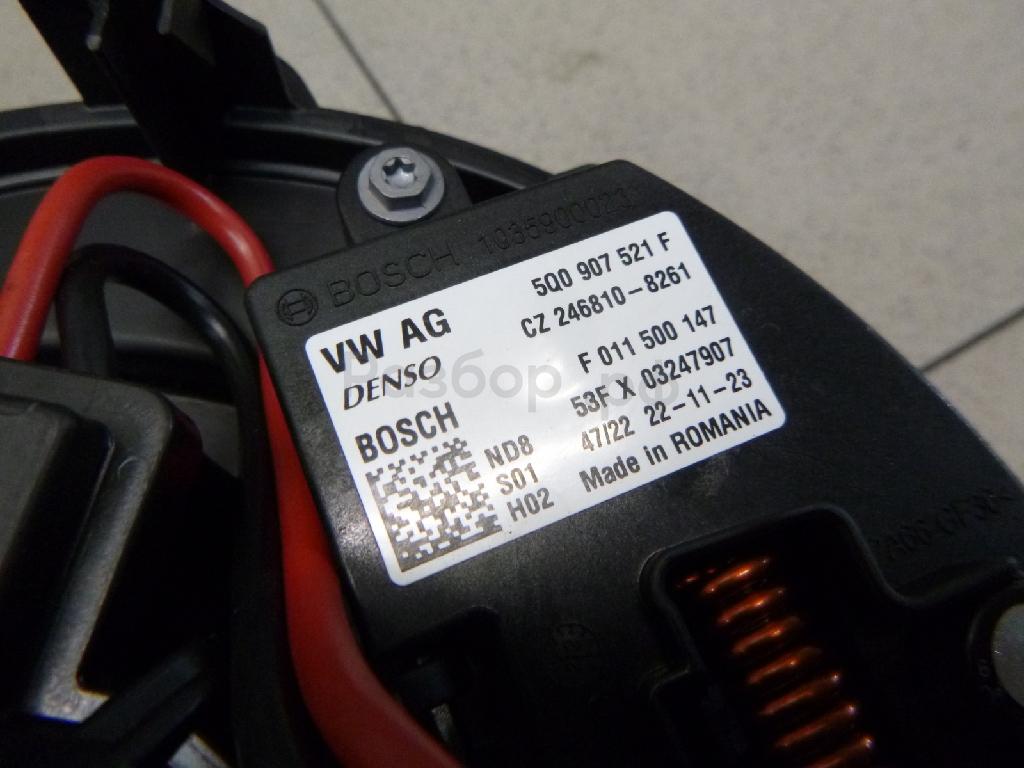 BOSCH 1035900023
VW AG
5Q0 907 521 F
DENSO
CZ 246810-8261
BOSCH
F 011 500 147
53F X 03247907
ND8
47/22 22-11-23
S01
Made in ROMANIA
H02
Разбор.рф